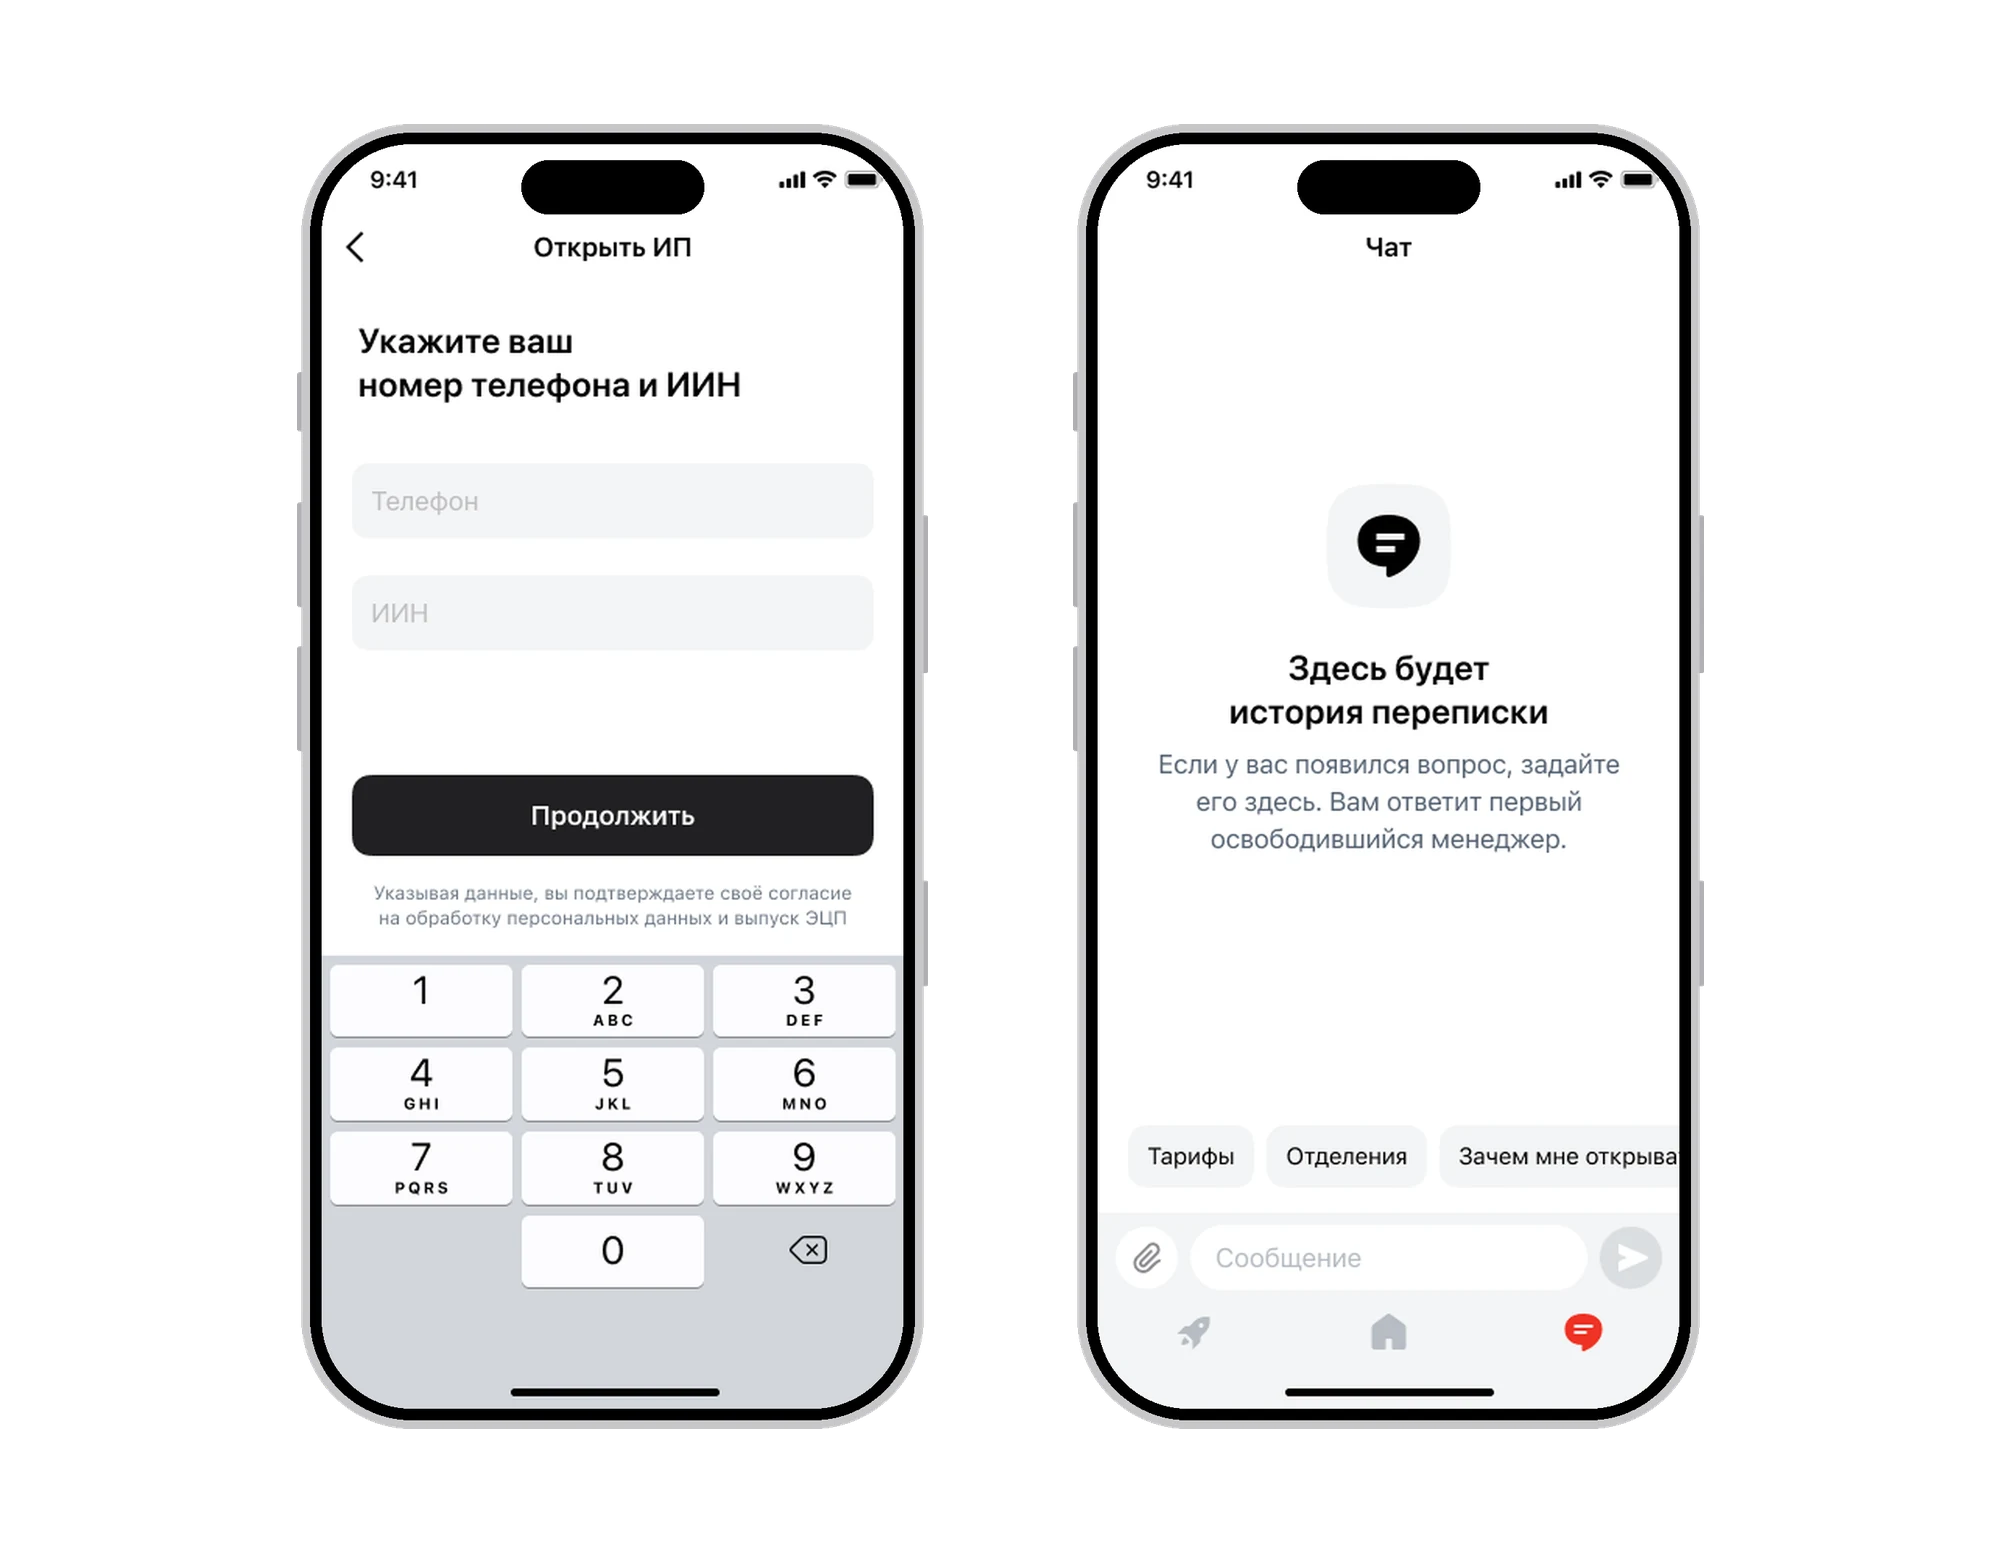 9:41
Открыть ИП
Укажите ваш
номер телефона и ИИН
Телефон
ИИН
Продолжить
Указывая данные, вы подтверждаете своё согласие
на обработку персональных данных и выпуск ЭЦП
1
2
ABC
3
DEF
4
GHI
5
JKL
6
MNO
7
PQRS
8
TUV
9
WXYZ
0
9:41
Чат
Здесь будет
история переписки
Если у вас появился вопрос, задайте
его здесь. Вам ответит первый
освободившийся менеджер.
Тарифы
Отделения
Зачем мне открыва
Сообщение